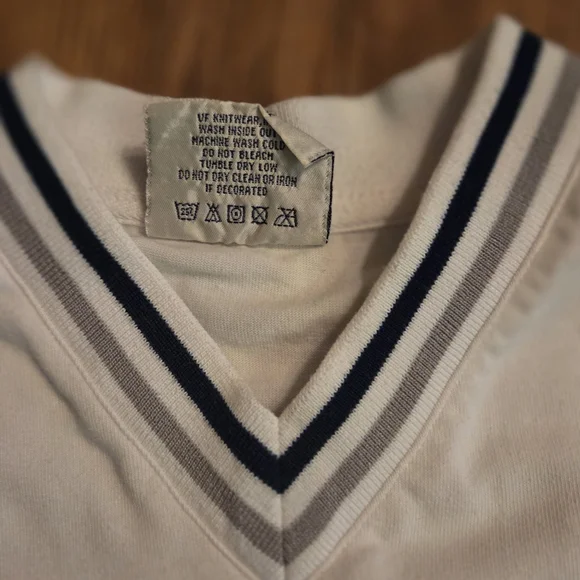 VF KNITWEAR,
WASH INSIDE OUT
MACHINE WASH COLD
DO NOT BLEACH
TUMBLE DRY LOW
DO NOT DRY CLEAN OR IRON
IF DECORATED